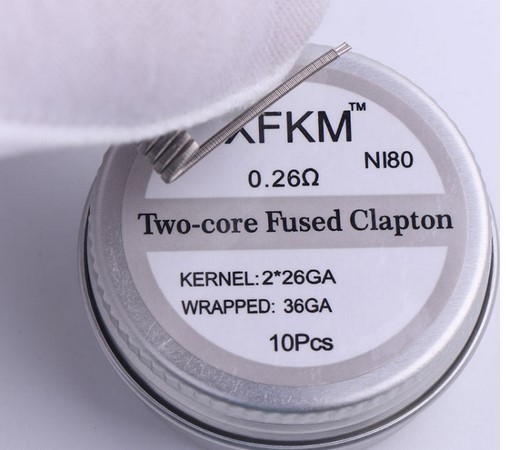 XFKM™
NI80
0.26Ω
Two-core Fused Clapton
KERNEL:2*26GA
WRAPPED: 36GA
10Pcs